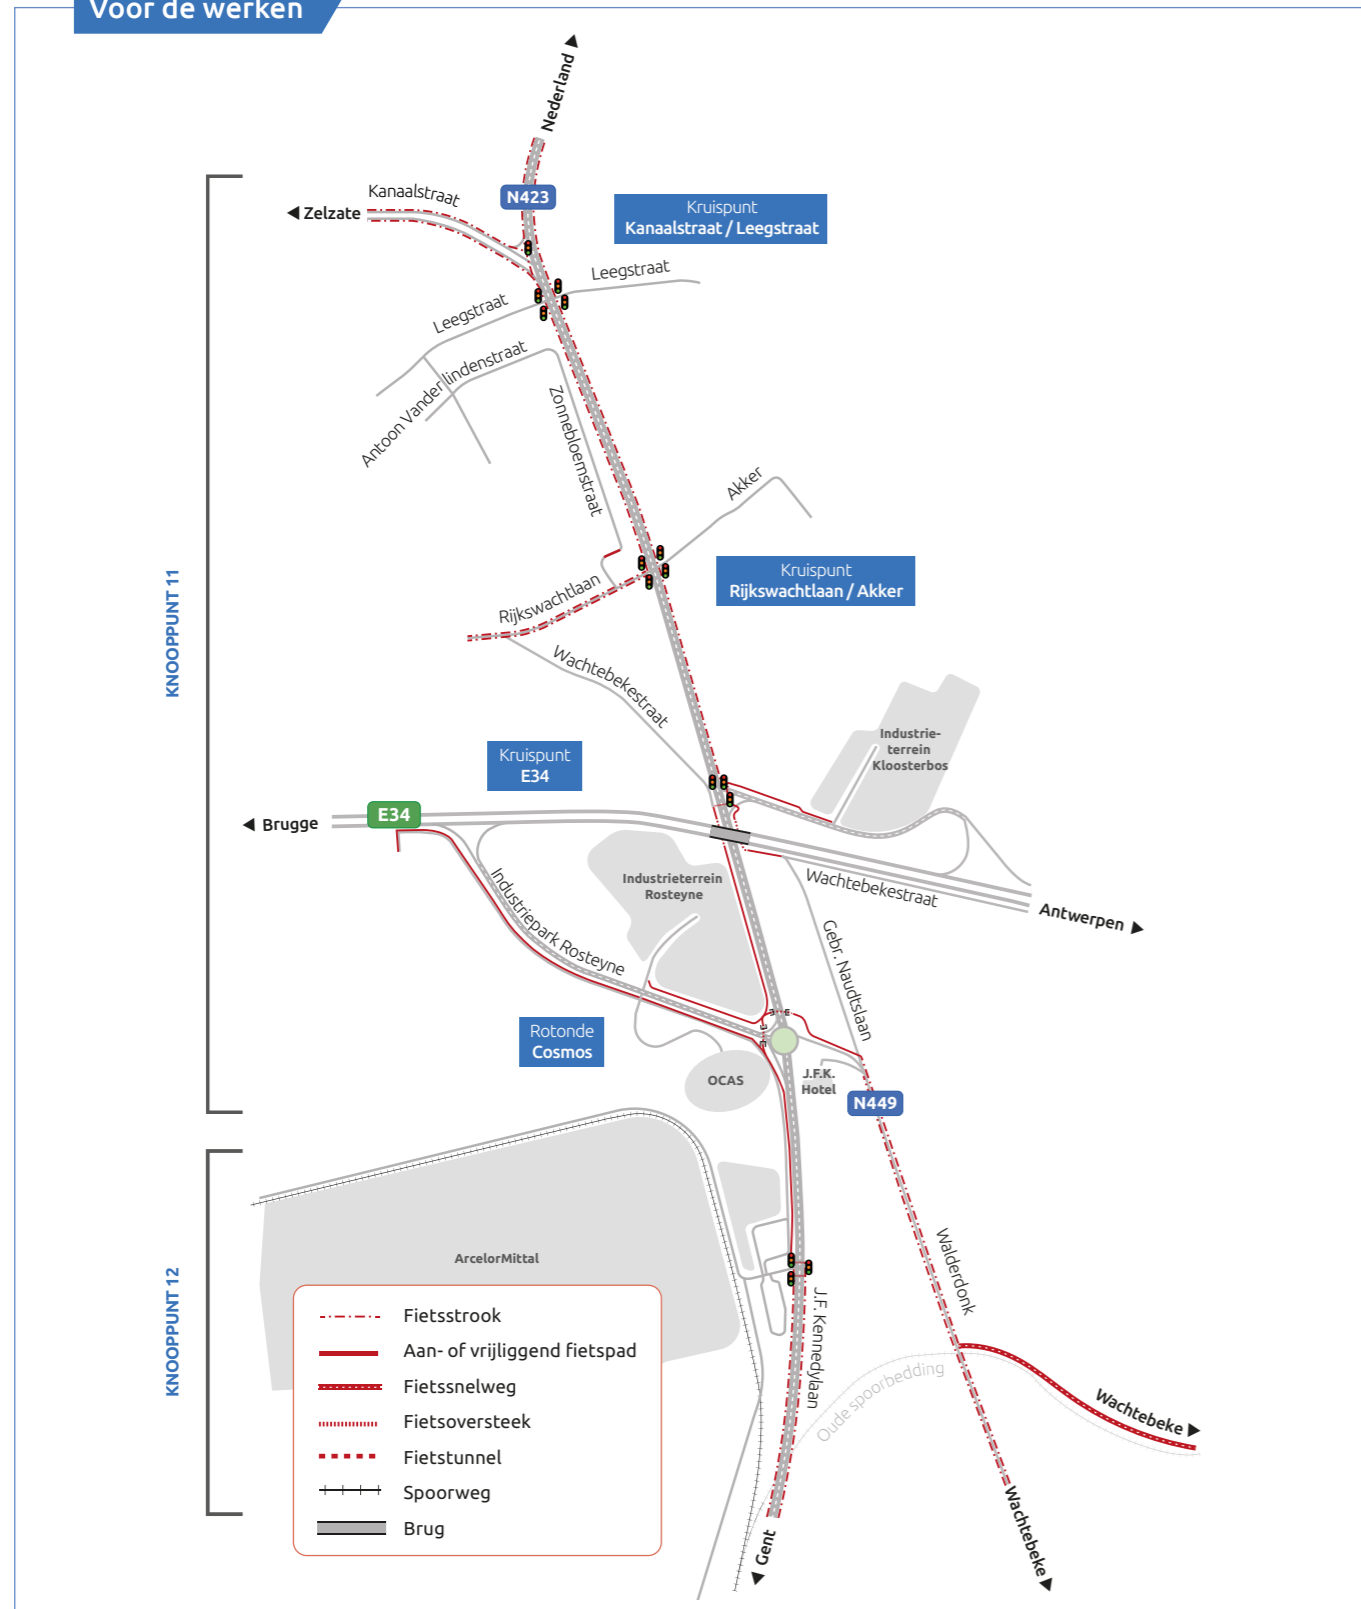 Voor de werken
Nederland
N423
Kanaalstraat
Zelzate
Kruispunt
Kanaalstraat / Leegstraat
Leegstraat
Leegstraat
Antoon Vander lindenstraat
Zonnebloemstraat
Akker
Kruispunt
Rijkswachtlaan / Akker
Rijkswachtlaan
Wachtebekestraat
KNOOPPUNT 11
Industrie-
terrein
Kloosterbos
Kruispunt
E34
E34
Brugge
Industrieterrein
Rosteyne
Wachtebekestraat
Antwerpen
Industriepark Rosteyne
Gebr. Naudtslaan
Rotonde
Cosmos
OCAS
J.F.K.
Hotel
N449
KNOOPPUNT 12
ArcelorMittal
Walderdonk
J.F. Kennedylaan
Oude spoorbedding
Wachtebeke
Wachtebeke
Gent
Fietsstrook
Aan- of vrijliggend fietspad
Fietssnelweg
Fietsoversteek
Fietstunnel
Spoorweg
Brug